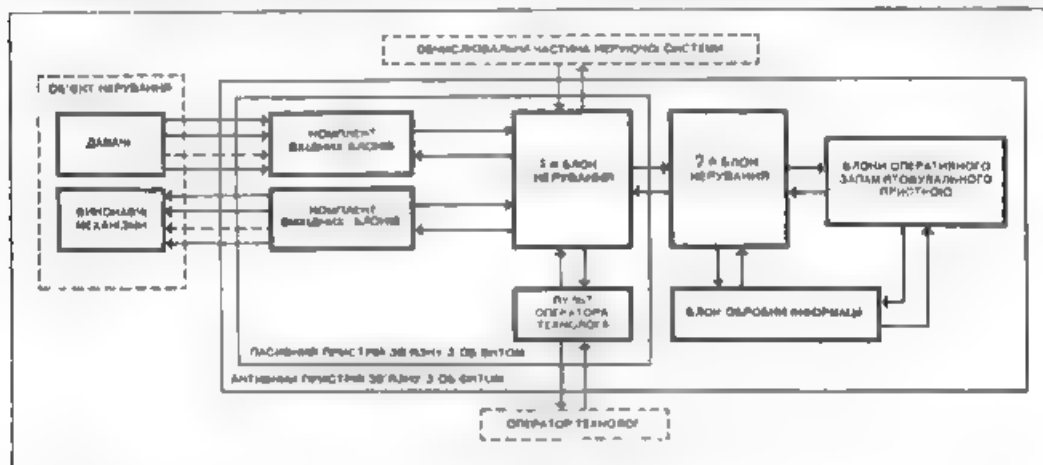 ОБЧИСЛЮВАЛЬНА ЧАСТИНА КЕРУЮЧОЇ СИСТЕМИ
ОБ'ЄКТ КЕРУВАННЯ
ДАВАЧІ
КОМПЛЕКТ
ВХІДНИХ БЛОКІВ
1-й БЛОК
КЕРУВАННЯ
2-й БЛОК
КЕРУВАННЯ
БЛОКИ ОПЕРАТИВНОГО
ЗАПАМ'ЯТОВУВАЛЬНОГО
ПРИСТРОЮ
ВИКОНАВЧІ
МЕХАНІЗМИ
КОМПЛЕКТ
ВИХІДНИХ БЛОКІВ
ПУЛЬТ
ОПЕРАТОРА
ТЕХНОЛОГА
БЛОК ОБРОБКИ ІНФОРМАЦІЇ
ПАСИВНИЙ ПРИСТРІЙ ЗВ'ЯЗКУ З ОБ'ЄКТОМ
АКТИВНИЙ ПРИСТРІЙ ЗВ'ЯЗКУ З ОБ'ЄКТОМ
ОПЕРАТОР ТЕХНОЛОГ